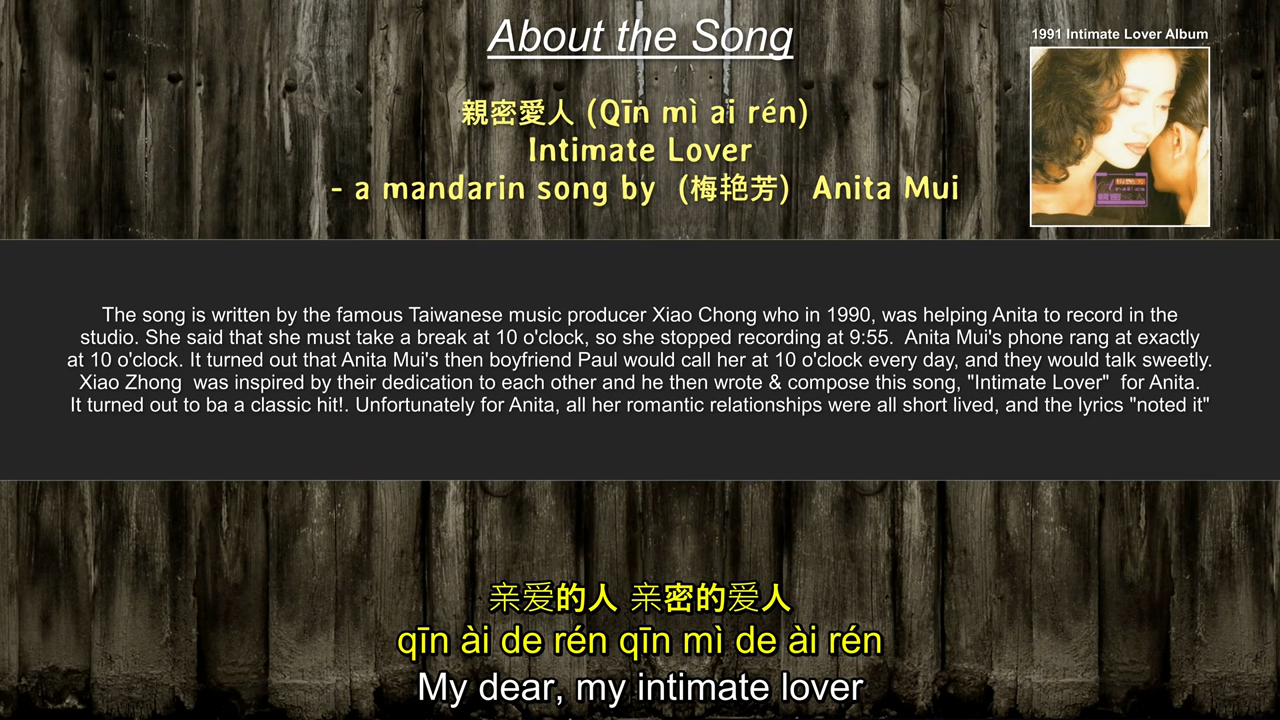 About the Song
1991 Intimate Lover Album
親密愛人 (Qīn mì ai rén)
Intimate Lover
- a mandarin song by (梅艳芳) Anita Mui
The song is written by the famous Taiwanese music producer Xiao Chong who in 1990, was helping Anita to record in the
studio. She said that she must take a break at 10 o'clock, so she stopped recording at 9:55. Anita Mui's phone rang at exactly
at 10 o'clock. It turned out that Anita Mui's then boyfriend Paul would call her at 10 o'clock every day, and they would talk sweetly.
Xiao Zhong was inspired by their dedication to each other and he then wrote & compose this song, "Intimate Lover" for Anita.
It turned out to ba a classic hit!. Unfortunately for Anita, all her romantic relationships were all short lived, and the lyrics "noted it"
亲爱的人 亲密的爱人
qīn ài de rén qīn mì de ài rén
My dear, my intimate lover